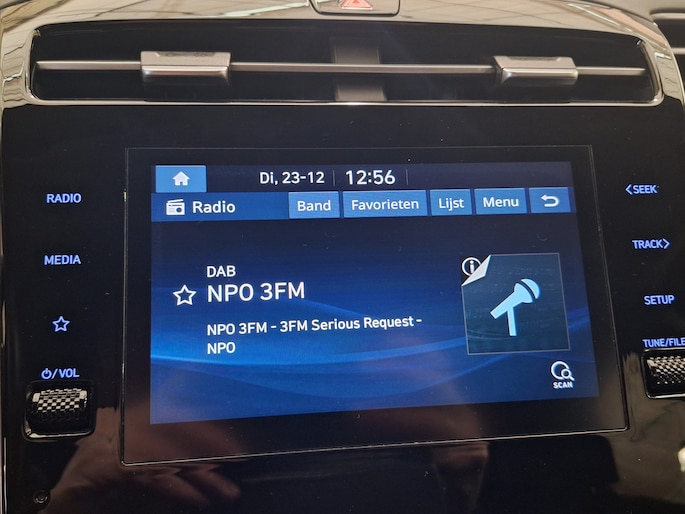 Di, 23-12 12:56
RADIO
Radio
Band
Favorieten
Lijst
Menu
SEEK
MEDIA
DAB
NPO 3FM
TRACK
NPO 3FM - 3FM Serious Request -
NPO
SETUP
/VOL
SCAN
TUNE/FILE